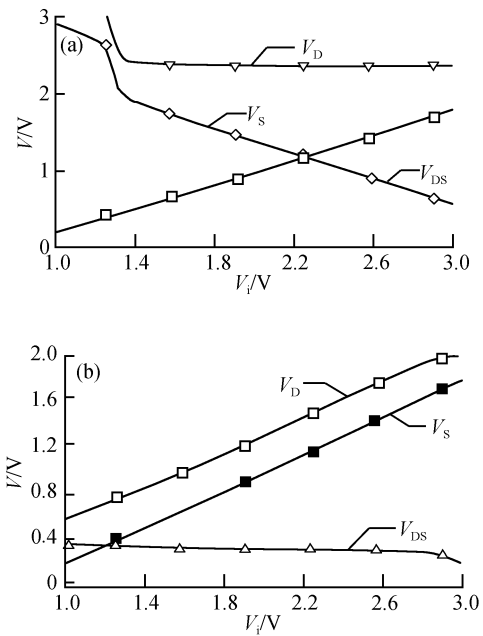 3
(a)
V_D
2
V_S
V/V
1
V_DS
0
1.0 1.4 1.8 2.2 2.6 3.0
V_i/V
2.0
(b)
V_D
1.6
V_S
1.2
V/V
0.8
V_DS
0.4
0
1.0 1.4 1.8 2.2 2.6 3.0
V_i/V